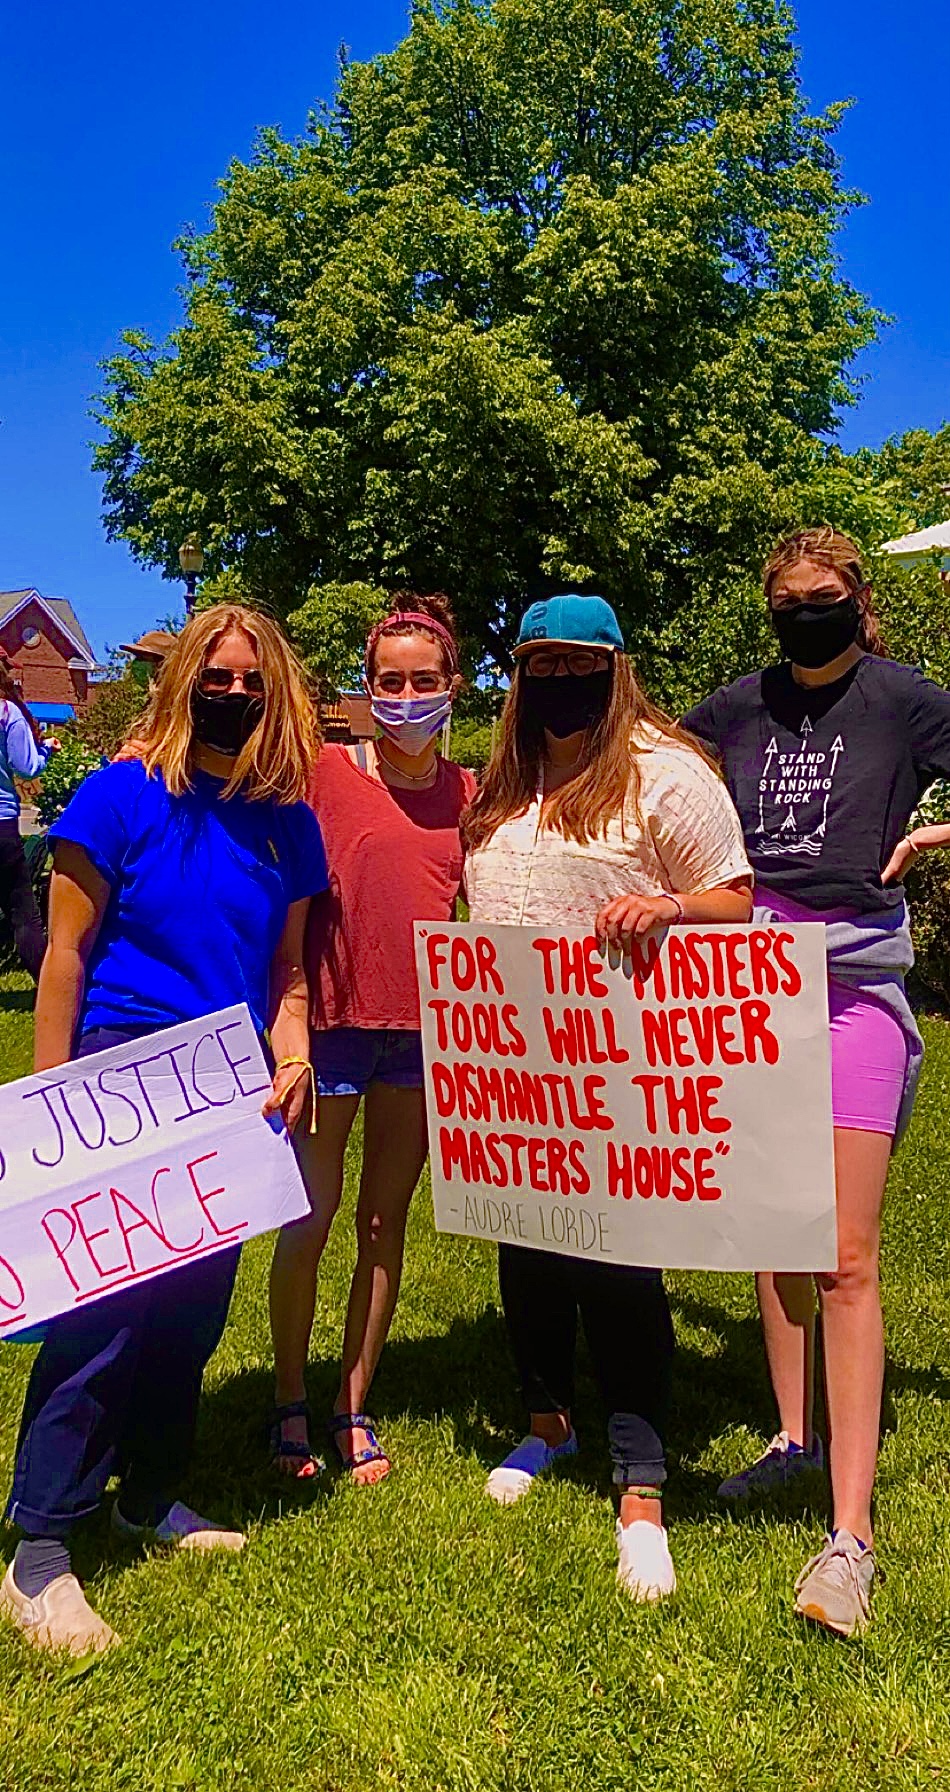 I STAND
WITH
STANDING
ROCK
JUSTICE
PEACE
"FOR THE MASTER'S
TOOLS WILL NEVER
DISMANTLE THE
MASTERS HOUSE"
-AUDRE LORDE